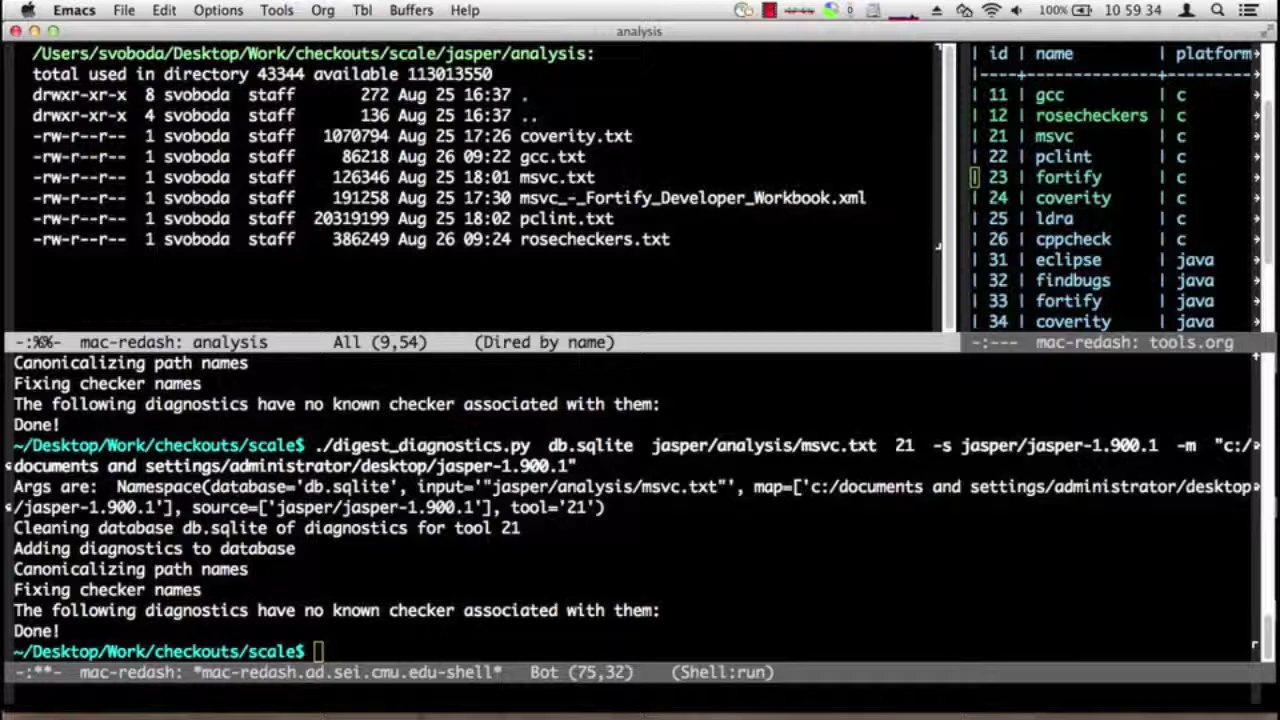 Emacs File Edit Options Tools Org Tbl Buffers Help 100% 10 59 34
analysis
/Users/svoboda/Desktop/Work/checkouts/scale/jasper/analysis:
total used in directory 43344 available 113013550
drwxr-xr-x 8 svoboda staff 272 Aug 25 16:37 .
drwxr-xr-x 4 svoboda staff 136 Aug 25 16:37 ..
-rw-r--r-- 1 svoboda staff 1070794 Aug 25 17:26 coverity.txt
-rw-r--r-- 1 svoboda staff 86218 Aug 26 09:22 gcc.txt
-rw-r--r-- 1 svoboda staff 126346 Aug 25 18:01 msvc.txt
-rw-r--r-- 1 svoboda staff 191258 Aug 25 17:30 msvc_-_Fortify_Developer_Workbook.xml
-rw-r--r-- 1 svoboda staff 20319199 Aug 25 18:02 pclint.txt
-rw-r--r-- 1 svoboda staff 386249 Aug 26 09:24 rosecheckers.txt
-:%%- mac-redash: analysis All (9,54) (Dired by name)
| id | name | platform
|----+--------------+---------
| 11 | gcc | c
| 12 | rosecheckers | c
| 21 | msvc | c
| 22 | pclint | c
| 23 | fortify | c
| 24 | coverity | c
| 25 | ldra | c
| 26 | cppcheck | c
| 31 | eclipse | java
| 32 | findbugs | java
| 33 | fortify | java
| 34 | coverity | java
-:--- mac-redash: tools.org
Canonicalizing path names
Fixing checker names
The following diagnostics have no known checker associated with them:
Done!
~/Desktop/Work/checkouts/scale$ ./digest_diagnostics.py db.sqlite jasper/analysis/msvc.txt 21 -s jasper/jasper-1.900.1 -m "c:/
documents and settings/administrator/desktop/jasper-1.900.1"
Args are: Namespace(database='db.sqlite', input='"jasper/analysis/msvc.txt"', map=['c:/documents and settings/administrator/desktop
/jasper-1.900.1'], source=['jasper/jasper-1.900.1'], tool='21')
Cleaning database db.sqlite of diagnostics for tool 21
Adding diagnostics to database
Canonicalizing path names
Fixing checker names
The following diagnostics have no known checker associated with them:
Done!
~/Desktop/Work/checkouts/scale$
-:**- mac-redash: *mac-redash.ad.sei.cmu.edu-shell* Bot (75,32) (Shell:run)